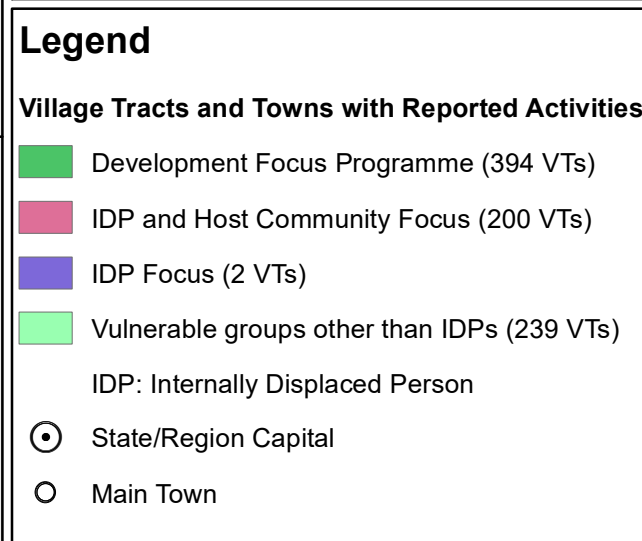 Legend
Village Tracts and Towns with Reported Activities
Development Focus Programme (394 VTs)
IDP and Host Community Focus (200 VTs)
IDP Focus (2 VTs)
Vulnerable groups other than IDPs (239 VTs)
IDP: Internally Displaced Person
State/Region Capital
Main Town